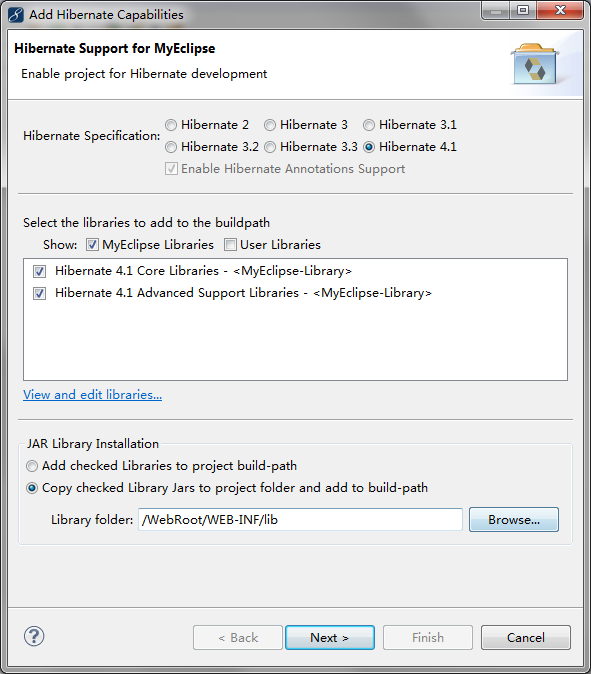 Add Hibernate Capabilities
Hibernate Support for MyEclipse
Enable project for Hibernate development
Hibernate Specification:
Hibernate 2 Hibernate 3 Hibernate 3.1
Hibernate 3.2 Hibernate 3.3 Hibernate 4.1
Enable Hibernate Annotations Support
Select the libraries to add to the buildpath
Show: MyEclipse Libraries User Libraries
Hibernate 4.1 Core Libraries - <MyEclipse-Library>
Hibernate 4.1 Advanced Support Libraries - <MyEclipse-Library>
View and edit libraries...
JAR Library Installation
Add checked Libraries to project build-path
Copy checked Library Jars to project folder and add to build-path
Library folder: /WebRoot/WEB-INF/lib Browse...
? < Back Next > Finish Cancel